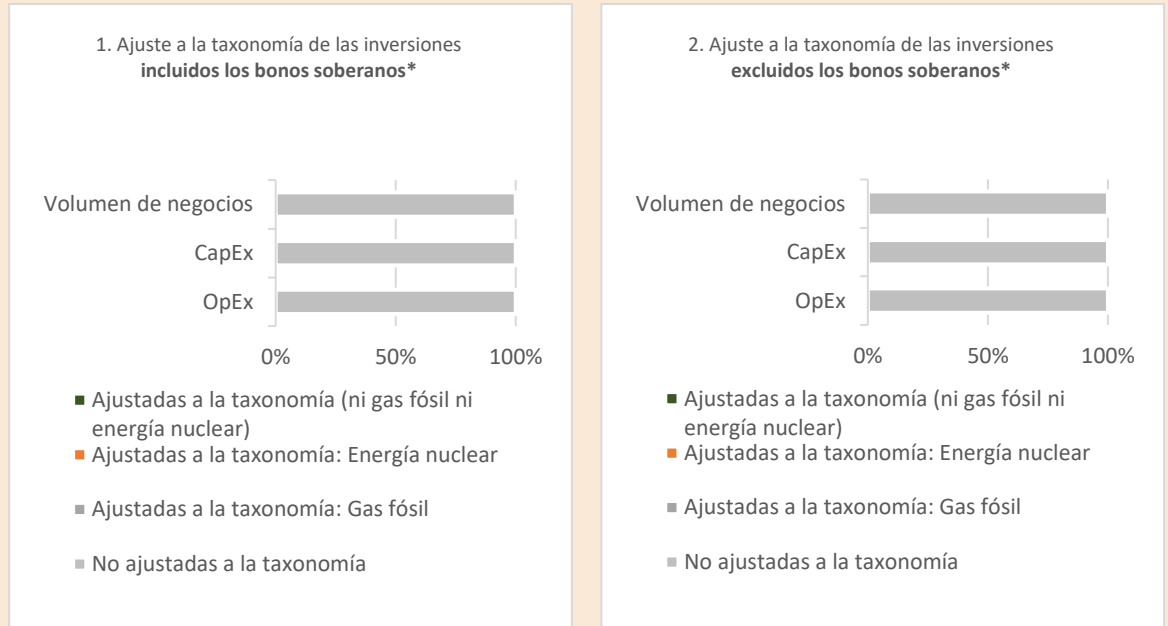 1. Ajuste a la taxonomía de las inversiones
incluidos los bonos soberanos*
Volumen de negocios
CapEx
OpEx
0%
50%
100%
Ajustadas a la taxonomía (ni gas fósil ni
energía nuclear)
Ajustadas a la taxonomía: Energía nuclear
Ajustadas a la taxonomía: Gas fósil
No ajustadas a la taxonomía
2. Ajuste a la taxonomía de las inversiones
excluidos los bonos soberanos*
Volumen de negocios
CapEx
OpEx
0%
50%
100%
Ajustadas a la taxonomía (ni gas fósil ni
energía nuclear)
Ajustadas a la taxonomía: Energía nuclear
Ajustadas a la taxonomía: Gas fósil
No ajustadas a la taxonomía